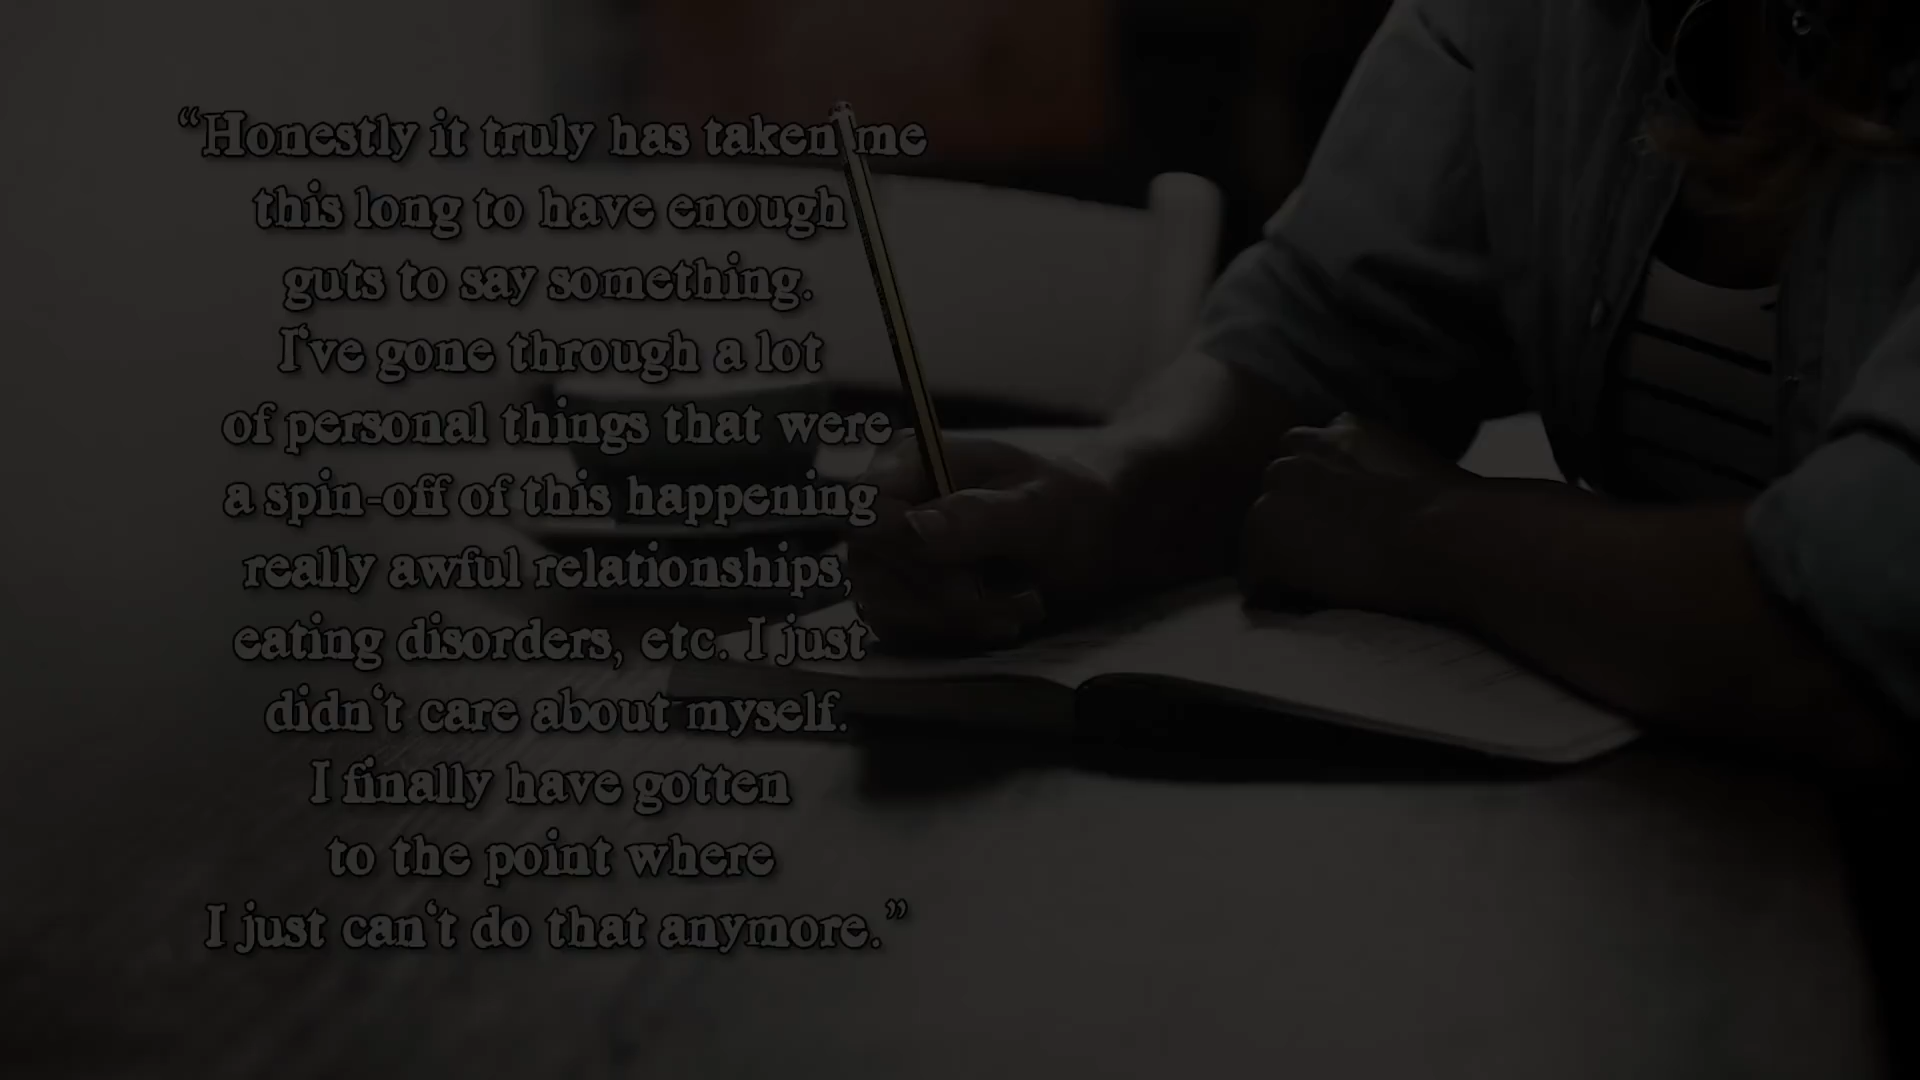 “Honestly it truly has taken me
this long to have enough
guts to say something.
I've gone through a lot
of personal things that were
a spin-off of this happening
really awful relationships,
eating disorders, etc. I just
didn't care about myself.
I finally have gotten
to the point where
I just can't do that anymore.”